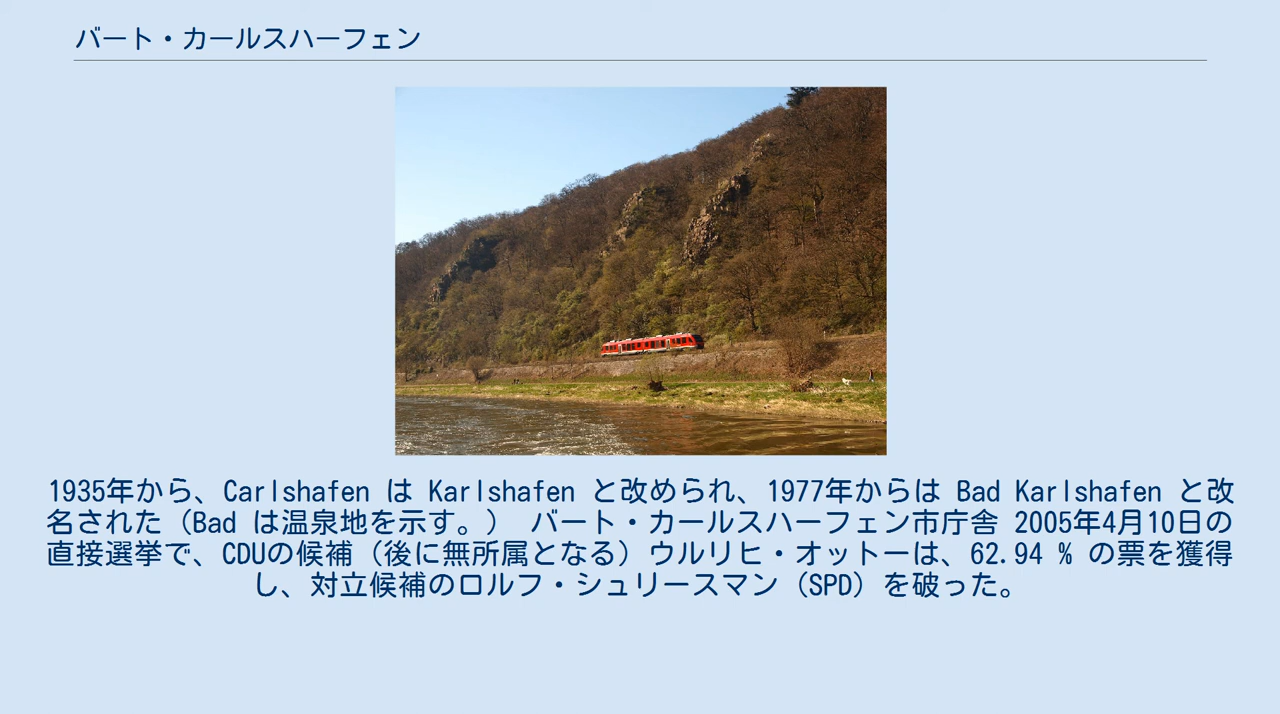 バート・カールスハーフェン
1935年から、Carlshafen は Karlshafen と改められ、1977年からは Bad Karlshafen と改
名された（Bad は温泉地を示す。） バート・カールスハーフェン市庁舎 2005年4月10日の
直接選挙で、CDUの候補（後に無所属となる）ウルリヒ・オットーは、62.94 % の票を獲得
し、対立候補のロルフ・シュリースマン（SPD）を破った。